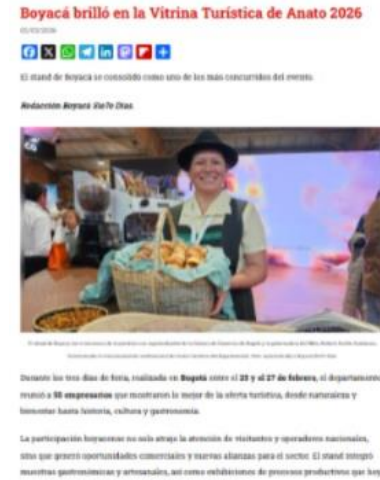 Boyacá brilló en la Vitrina Turística de Anato 2026
El stand de Boyacá se consolidó como uno de los más concurridos del evento.
Redacción Boyacá Sie7e Días.
Durante los tres días de feria, realizada en Bogotá entre el 25 y el 27 de febrero, el departamento
reunió a 98 empresarios que mostraron lo mejor de la oferta turística, desde naturaleza y
bienestar hasta historia, cultura y gastronomía.
La participación boyacense no solo atrajo la atención de visitantes y operadores nacionales,
sino que generó oportunidades comerciales y nuevas alianzas para el sector. El stand integró
muestras gastronómicas y artesanales, así como exhibiciones de procesos productivos que hoy